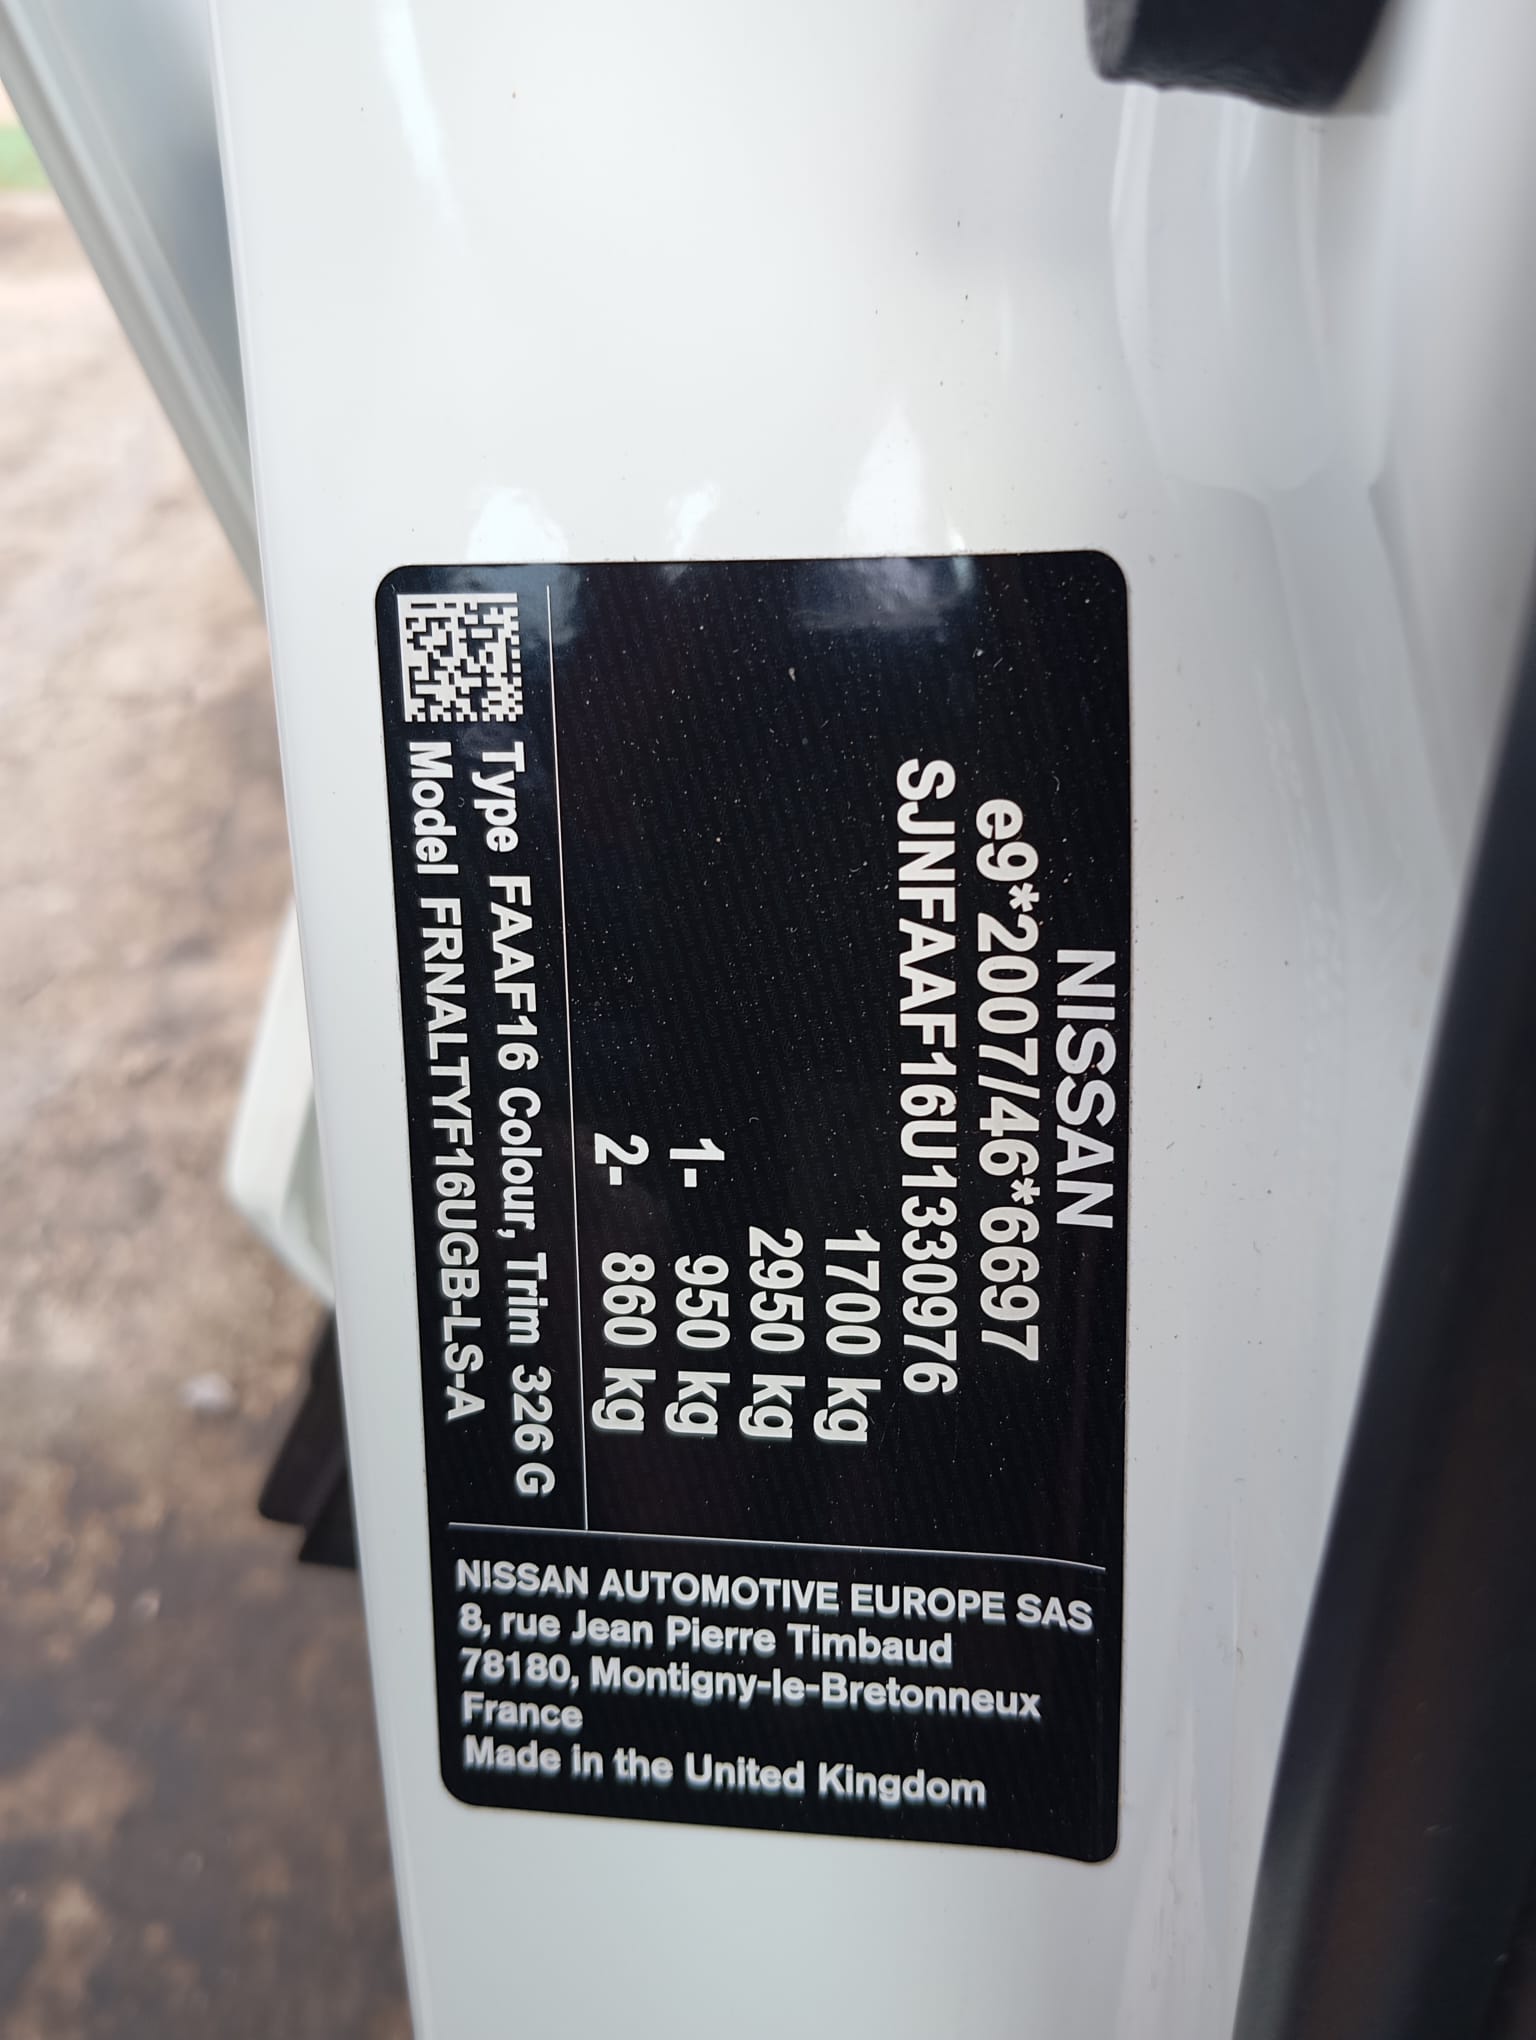 NISSAN
e9*2007/46*6697
SJNFAAF16U1330976
1700 kg
2950 kg
1- 950 kg
2- 860 kg
Type FAAF16 Colour, Trim 326 G
Model FRNALTYF16UGB-LS-A
NISSAN AUTOMOTIVE EUROPE SAS
8, rue Jean Pierre Timbaud
78180, Montigny-le-Bretonneux
France
Made in the United Kingdom